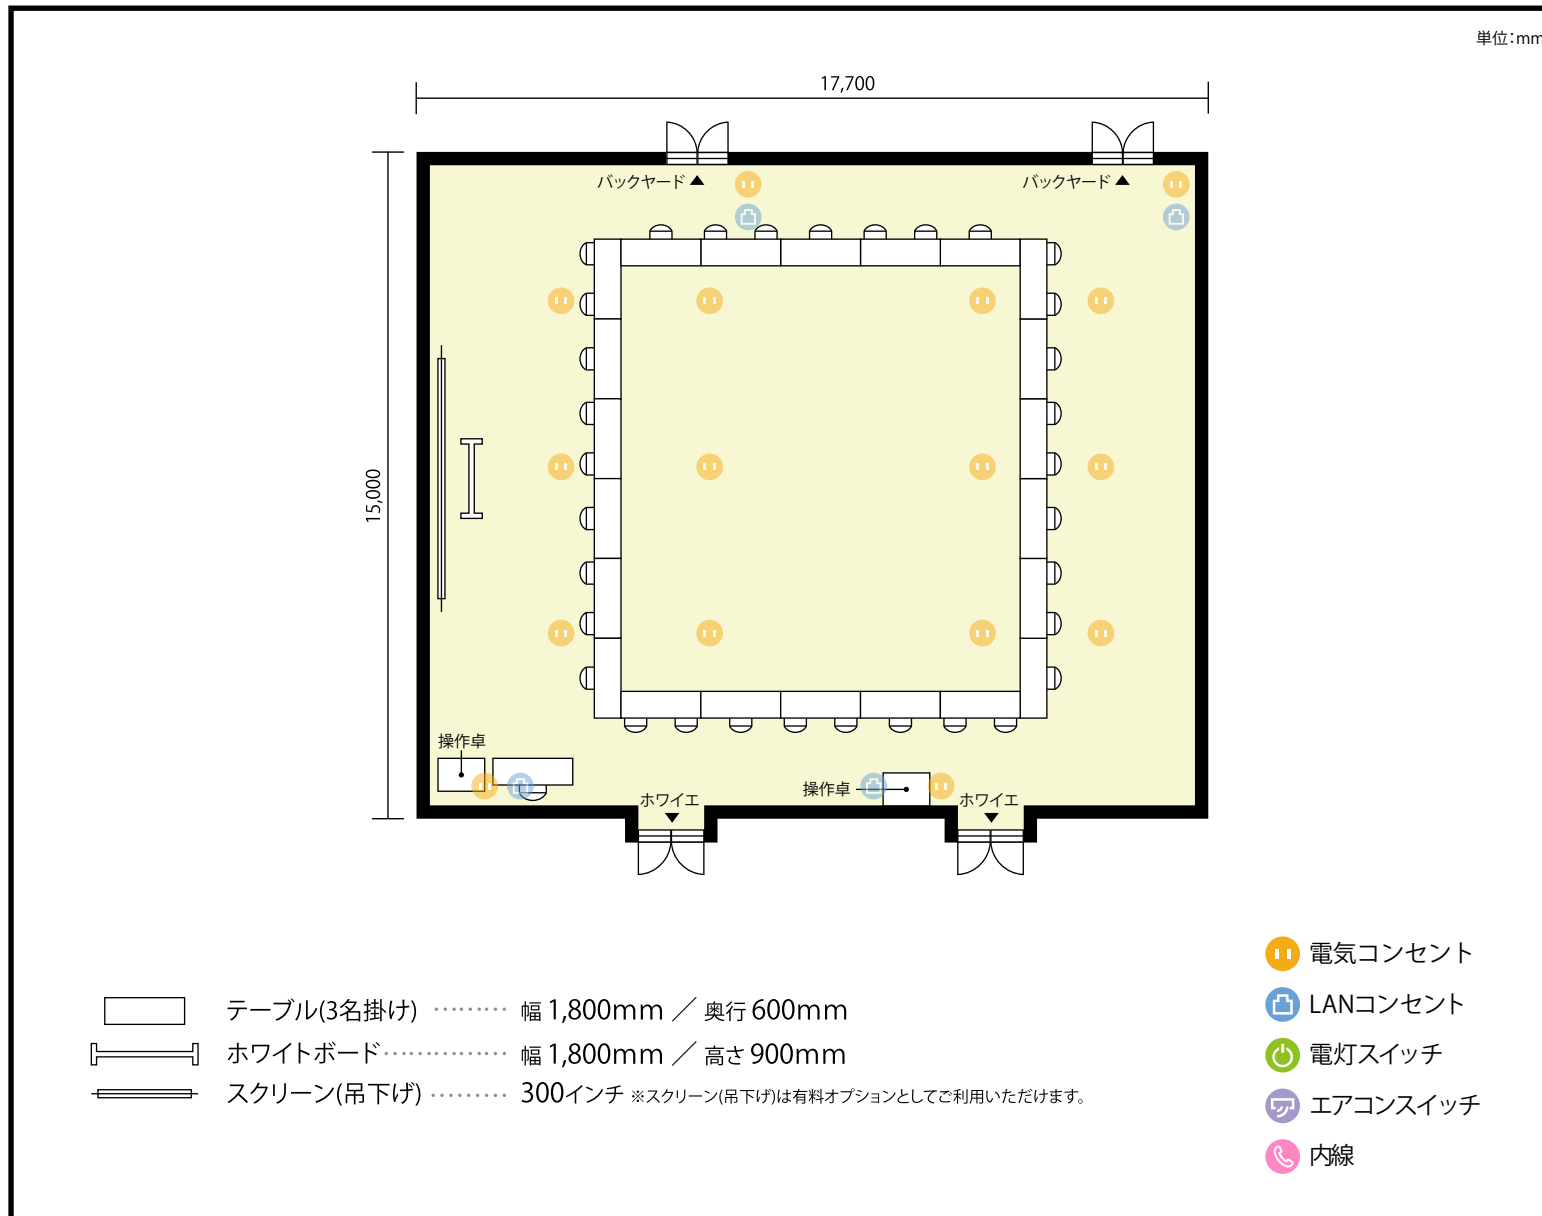 単位：mm
17,700
バックヤード ▲
バックヤード ▲
15,000
操作卓
操作卓
ホワイエ
▼
ホワイエ
▼
電気コンセント
LANコンセント
電灯スイッチ
エアコンスイッチ
内線
テーブル(3名掛け) ⋯⋯⋯ 幅 1,800mm ／ 奥行 600mm
ホワイトボード⋯⋯⋯⋯⋯ 幅 1,800mm ／ 高さ 900mm
スクリーン(吊下げ) ⋯⋯⋯ 300インチ ※スクリーン(吊下げ)は有料オプションとしてご利用いただけます。